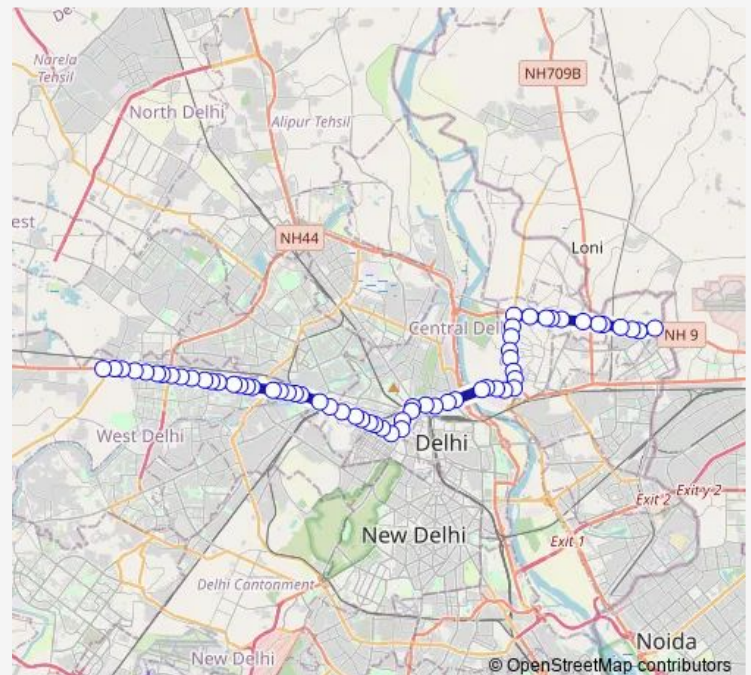 Narela
Tehsil
North Delhi
Alipur Tehsil
NH709B
NH44
Loni
Central Del
NH 9
West Delhi
Delhi
New Delhi
Exit 2
Exit-y-2
Exit 1
Delhi Cantonment
New Delhi
Noida
© OpenStreetMap contributors